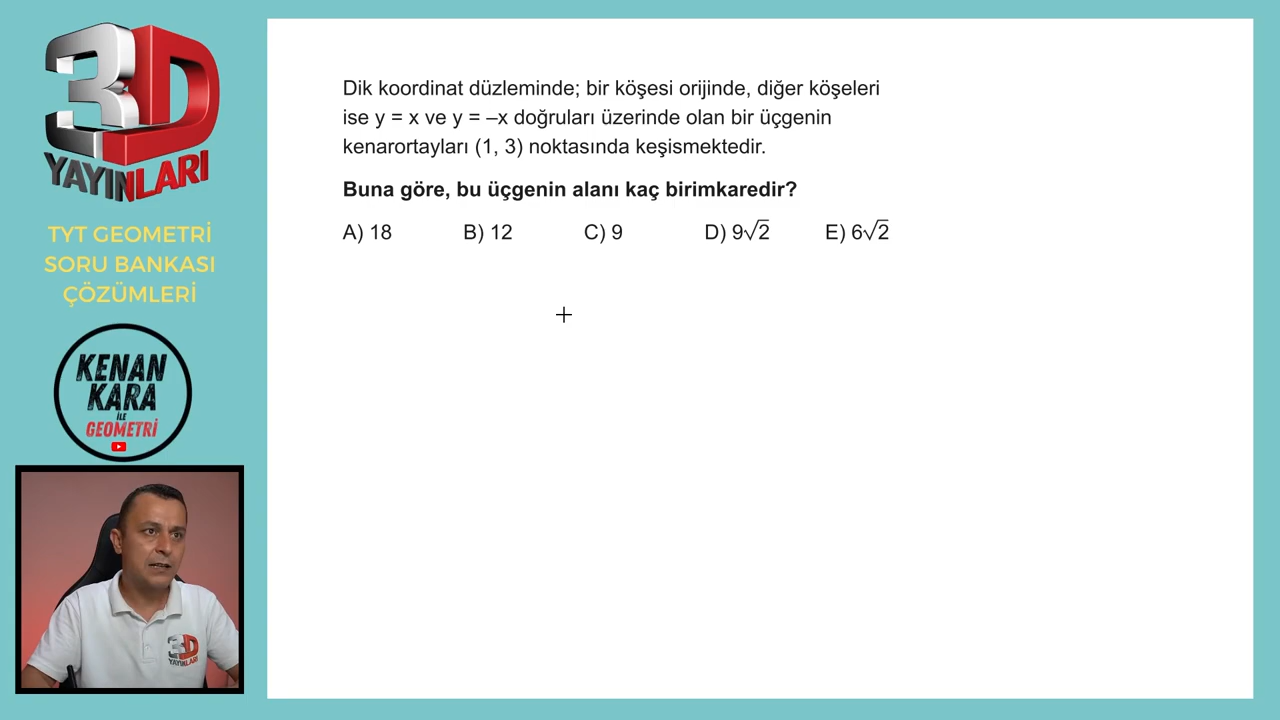 3D
YAYINLARI
TYT GEOMETRİ
SORU BANKASI
ÇÖZÜMLERİ
KENAN
KARA
İLE
GEOMETRİ
3D
YAYINLARI
Dik koordinat düzleminde; bir köşesi orijinde, diğer köşeleri
ise y = x ve y = –x doğruları üzerinde olan bir üçgenin
kenarortayları (1, 3) noktasında keşismektedir.
Buna göre, bu üçgenin alanı kaç birimkaredir?
A) 18 B) 12 C) 9 D) 9√2 E) 6√2